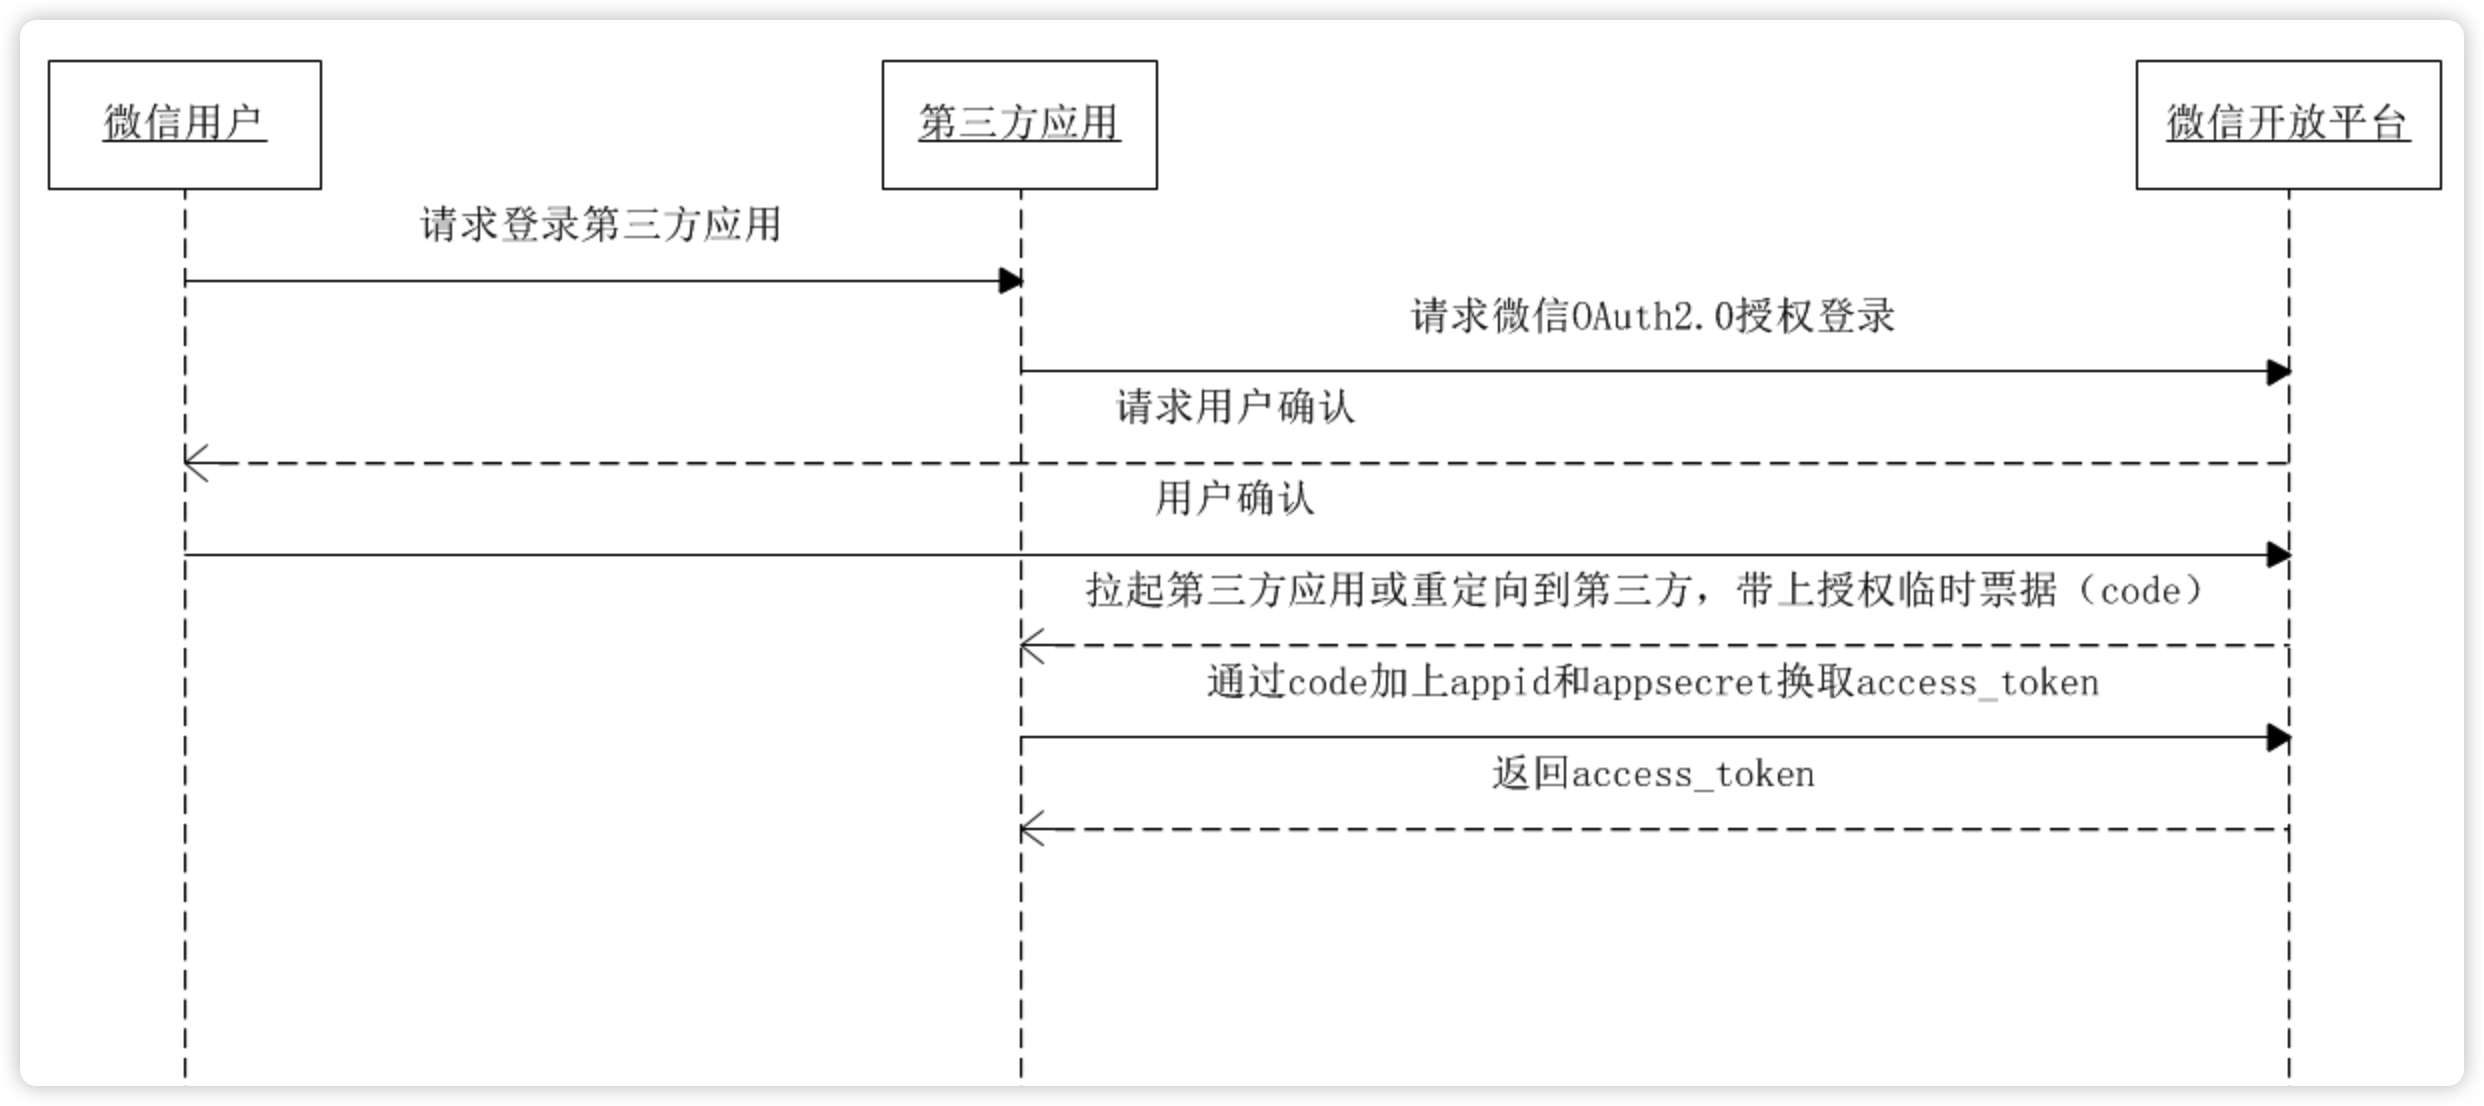 微信用户
第三方应用
微信开放平台
请求登录第三方应用
请求微信OAuth2.0授权登录
请求用户确认
用户确认
拉起第三方应用或重定向到第三方，带上授权临时票据（code）
通过code加上appid和appsecret换取access_token
返回access_token